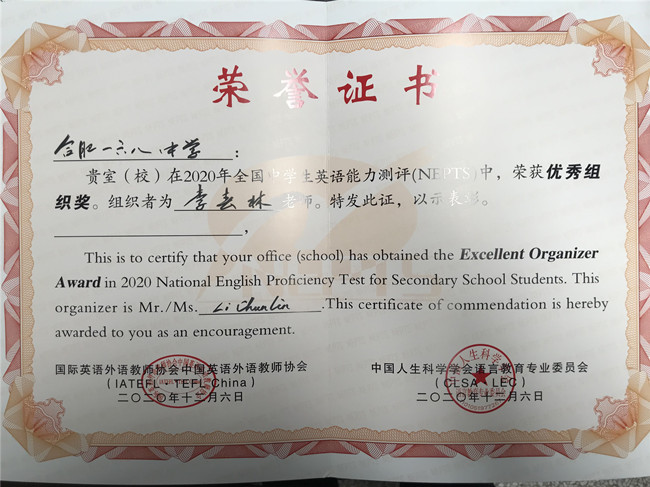 荣誉证书
合肥一六八中学：
贵室（校）在2020年全国中学生英语能力测评(NEPTS)中，荣获优秀组
织奖。组织者为 李春林 老师。特发此证，以示表彰。
，
This is to certify that your office (school) has obtained the Excellent Organizer
Award in 2020 National English Proficiency Test for Secondary School Students. This
organizer is Mr./Ms. Li Chunlin .This certificate of commendation is hereby
awarded to you as an encouragement.
国际英语外语教师协会中国英语外语教师协会
（IATEFL·TEFL China）
二〇二〇年十二月六日
中国人生科学学会语言教育专业委员会
（CLSA·LEC）
二〇二〇年十二月六日